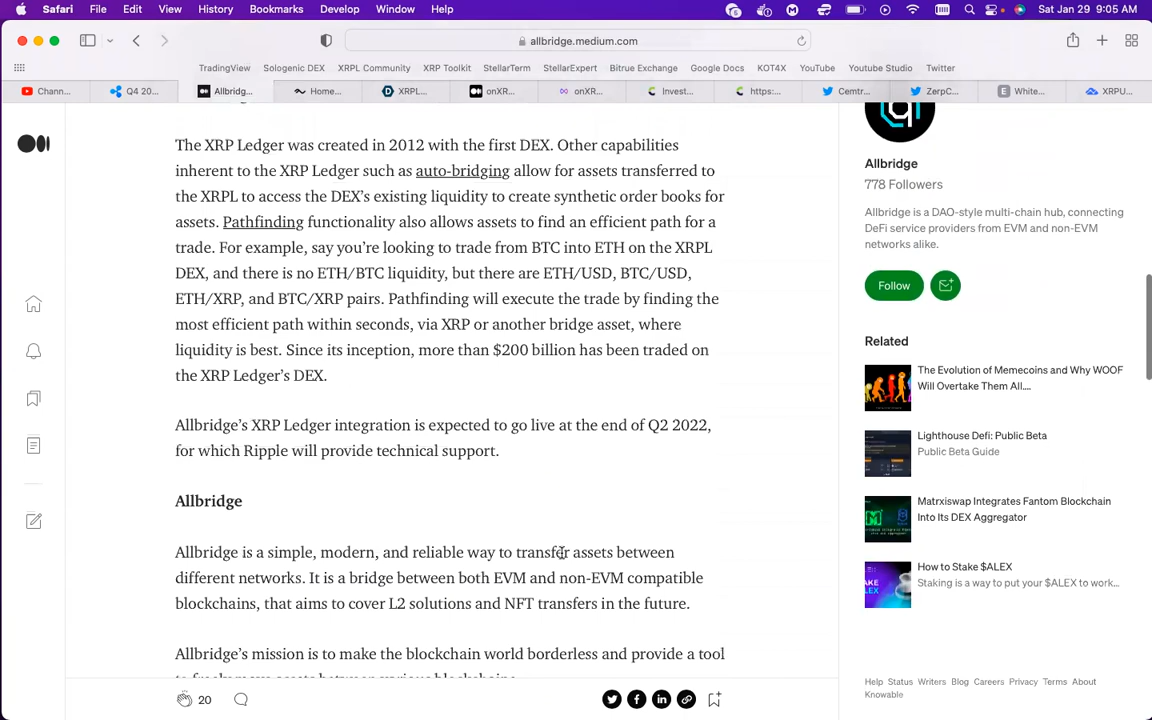 Safari File Edit View History Bookmarks Develop Window Help Sat Jan 29 9:05 AM
allbridge.medium.com
TradingView Sologenic DEX XRPL Community XRP Toolkit StellarTerm StellarExpert Bitrue Exchange Google Docs KOT4X YouTube Youtube Studio Twitter
Chann... Q4 20... Allbridg... Home... XRPL... onXR... onXR... Invest... https:... Cemtr... ZerpC... White... XRPU...
The XRP Ledger was created in 2012 with the first DEX. Other capabilities
inherent to the XRP Ledger such as auto-bridging allow for assets transferred to
the XRPL to access the DEX’s existing liquidity to create synthetic order books for
assets. Pathfinding functionality also allows assets to find an efficient path for a
trade. For example, say you’re looking to trade from BTC into ETH on the XRPL
DEX, and there is no ETH/BTC liquidity, but there are ETH/USD, BTC/USD,
ETH/XRP, and BTC/XRP pairs. Pathfinding will execute the trade by finding the
most efficient path within seconds, via XRP or another bridge asset, where
liquidity is best. Since its inception, more than $200 billion has been traded on
the XRP Ledger’s DEX.
Allbridge’s XRP Ledger integration is expected to go live at the end of Q2 2022,
for which Ripple will provide technical support.
Allbridge
Allbridge is a simple, modern, and reliable way to transfer assets between
different networks. It is a bridge between both EVM and non-EVM compatible
blockchains, that aims to cover L2 solutions and NFT transfers in the future.
Allbridge’s mission is to make the blockchain world borderless and provide a tool
20
Allbridge
778 Followers
Allbridge is a DAO-style multi-chain hub, connecting
DeFi service providers from EVM and non-EVM
networks alike.
Follow
Related
The Evolution of Memecoins and Why WOOF
Will Overtake Them All....
Lighthouse Defi: Public Beta
Public Beta Guide
Matrxiswap Integrates Fantom Blockchain
Into Its DEX Aggregator
How to Stake $ALEX
Staking is a way to put your $ALEX to work...
Help Status Writers Blog Careers Privacy Terms About
Knowable